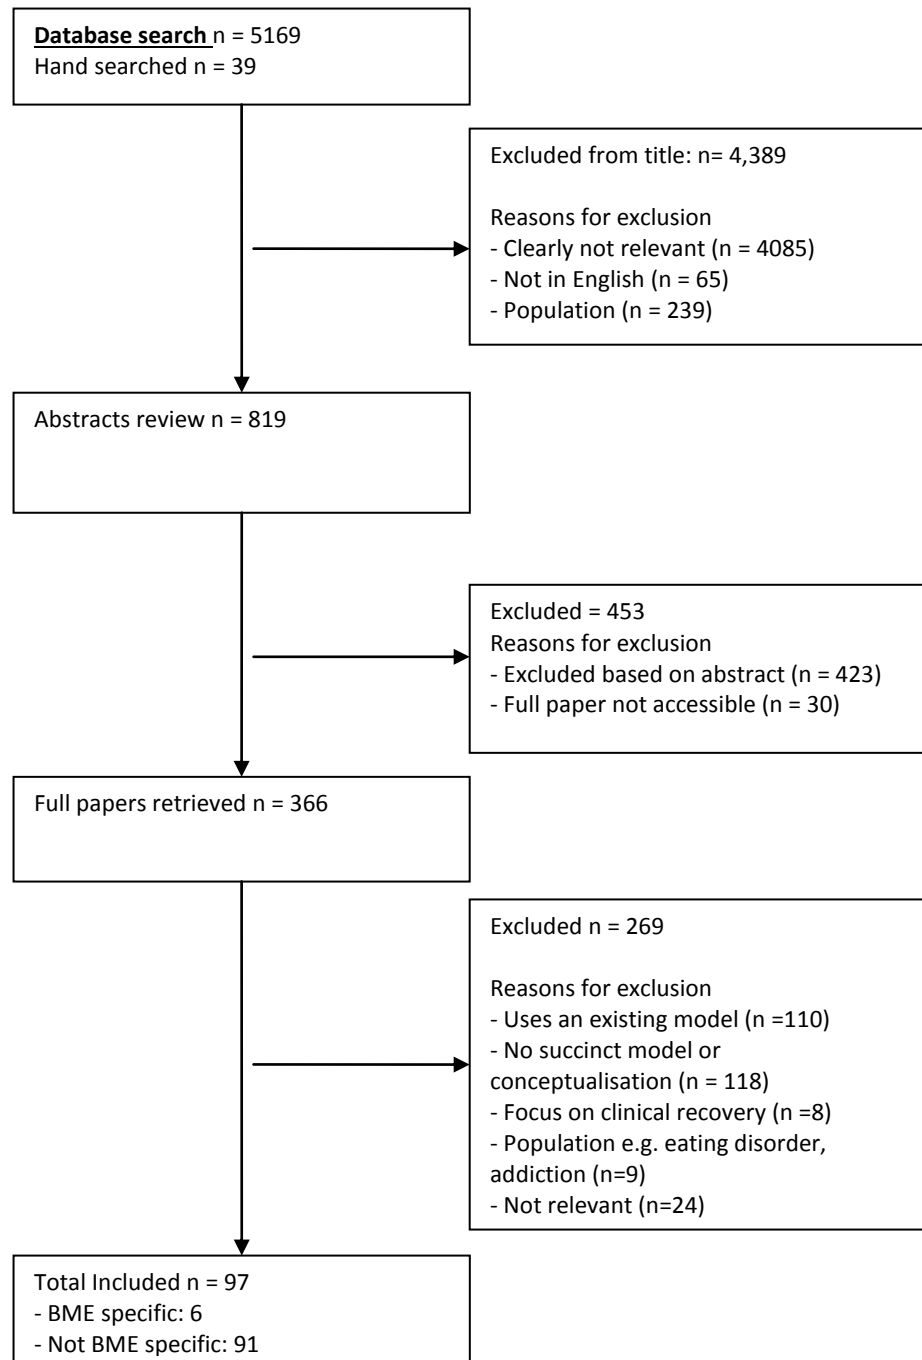 Database search n = 5169
Hand searched n = 39
Excluded from title: n= 4,389
Reasons for exclusion
- Clearly not relevant (n = 4085)
- Not in English (n = 65)
- Population (n = 239)
Abstracts review n = 819
Excluded = 453
Reasons for exclusion
- Excluded based on abstract (n = 423)
- Full paper not accessible (n = 30)
Full papers retrieved n = 366
Excluded n = 269
Reasons for exclusion
- Uses an existing model (n =110)
- No succinct model or
conceptualisation (n = 118)
- Focus on clinical recovery (n =8)
- Population e.g. eating disorder,
addiction (n=9)
- Not relevant (n=24)
Total Included n = 97
- BME specific: 6
- Not BME specific: 91